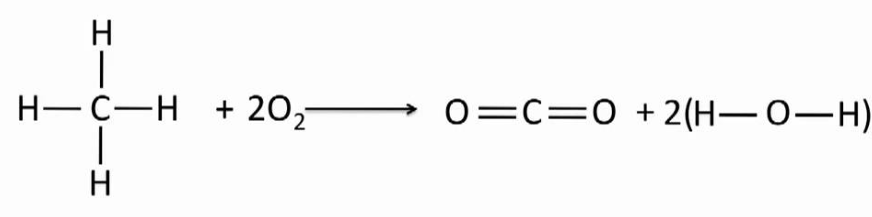 H
H—C—H + 2O₂ ⟶ O=C=O + 2(H—O—H)
H